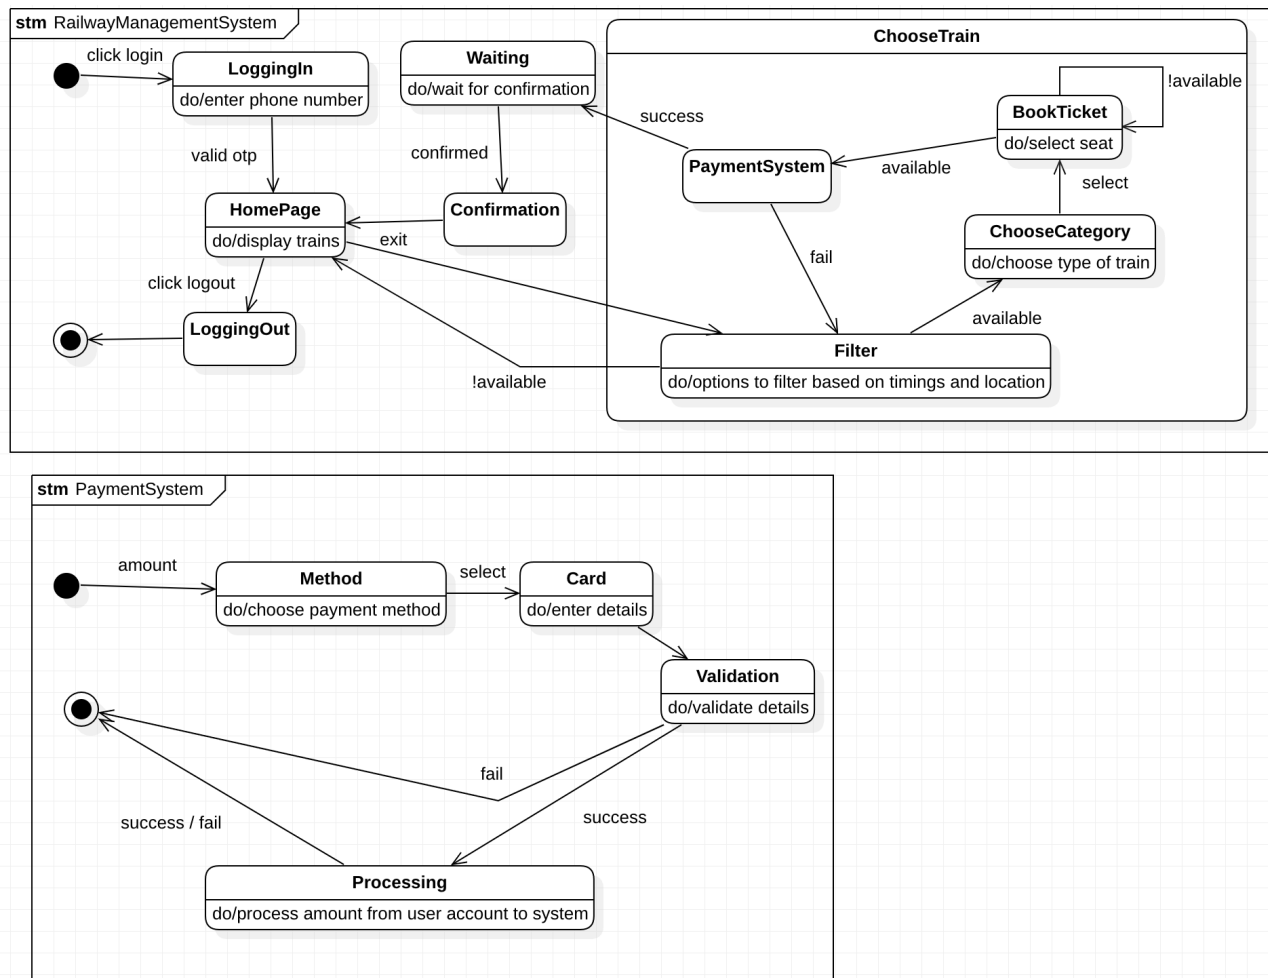 stm RailwayManagementSystem
click login
LoggingIn
do/enter phone number
valid otp
HomePage
do/display trains
click logout
LoggingOut
Waiting
do/wait for confirmation
confirmed
Confirmation
exit
!available
ChooseTrain
success
PaymentSystem
fail
BookTicket
do/select seat
!available
available
select
ChooseCategory
do/choose type of train
available
Filter
do/options to filter based on timings and location
stm PaymentSystem
amount
Method
do/choose payment method
select
Card
do/enter details
Validation
do/validate details
fail
success
success / fail
Processing
do/process amount from user account to system